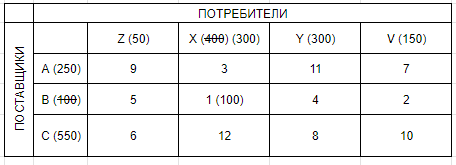 ПОТРЕБИТЕЛИ
ПОСТАВЩИКИ
Z (50) X (400) (300) Y (300) V (150)
A (250) 9 3 11 7
B (100) 5 1 (100) 4 2
C (550) 6 12 8 10